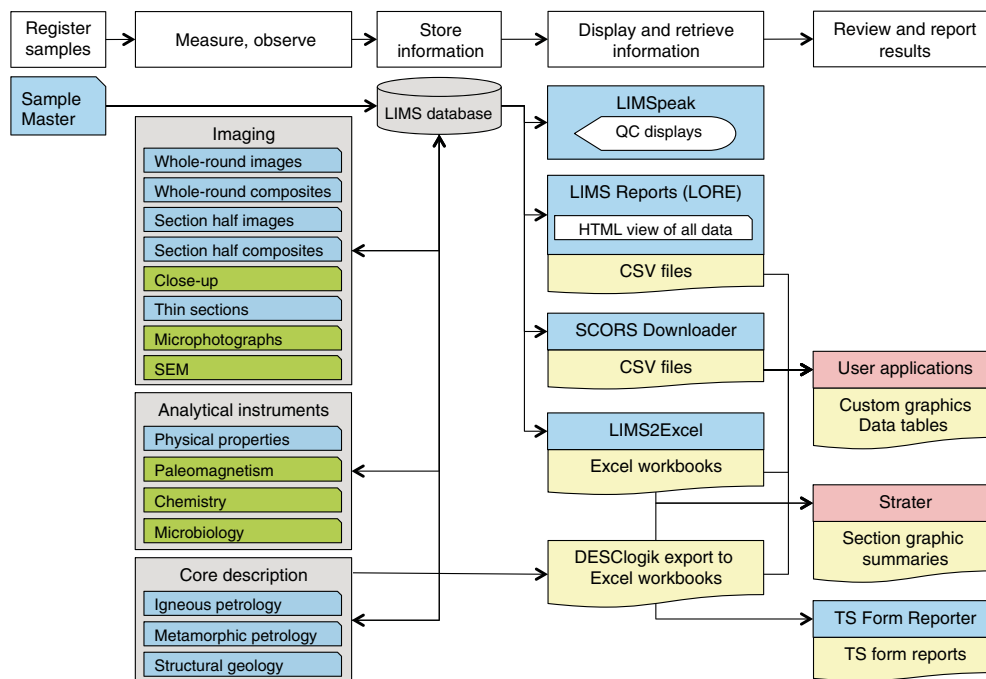 Register
samples
Measure, observe
Store
information
Display and retrieve
information
Review and report
results
Sample
Master
LIMS database
Imaging
Whole-round images
Whole-round composites
Section half images
Section half composites
Close-up
Thin sections
Microphotographs
SEM
Analytical instruments
Physical properties
Paleomagnetism
Chemistry
Microbiology
Core description
Igneous petrology
Metamorphic petrology
Structural geology
LIMSpeak
QC displays
LIMS Reports (LORE)
HTML view of all data
CSV files
SCORS Downloader
CSV files
LIMS2Excel
Excel workbooks
DESClogik export to
Excel workbooks
User applications
Custom graphics
Data tables
Strater
Section graphic
summaries
TS Form Reporter
TS form reports